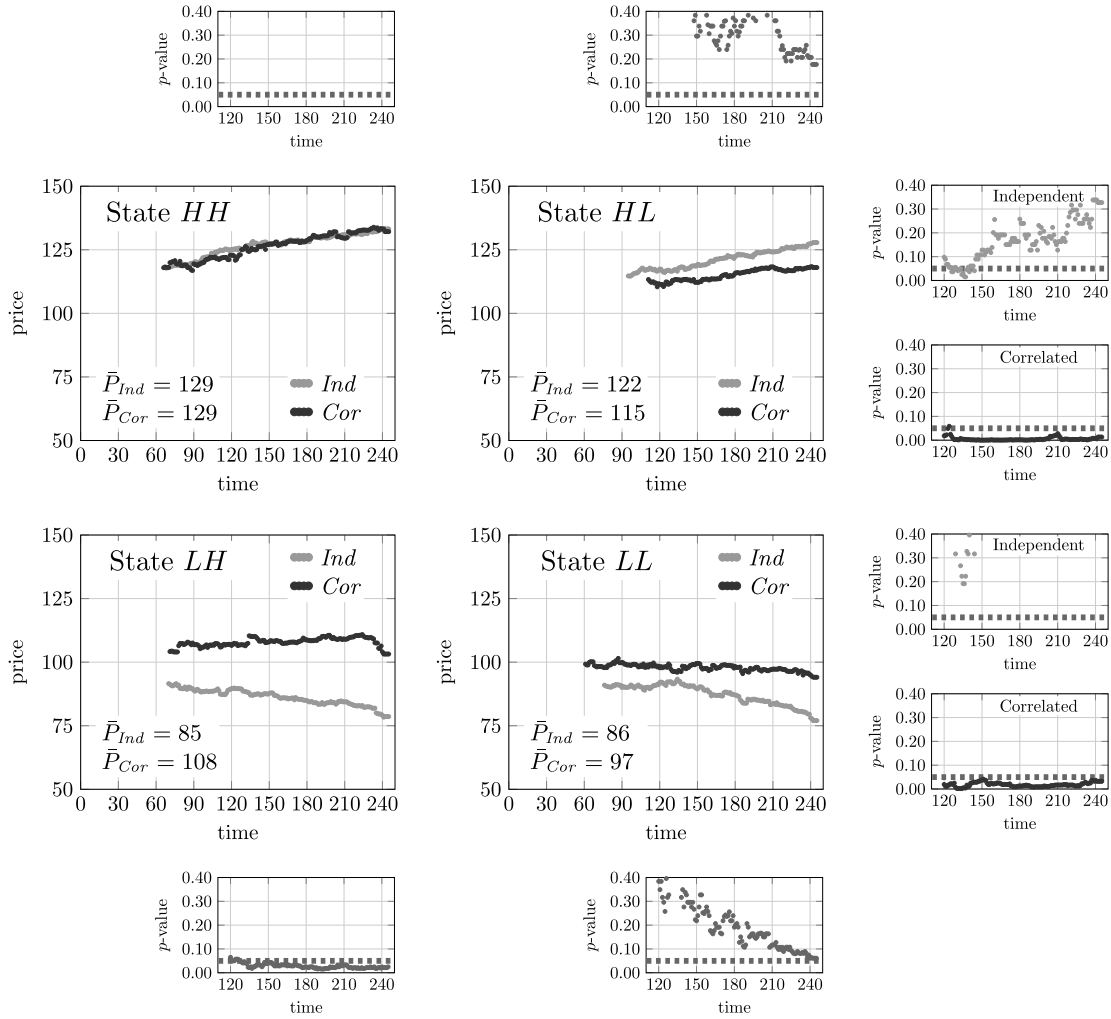 0.40
0.30
0.20
0.10
0.00
p-value
120 150 180 210 240
time
0.40
0.30
0.20
0.10
0.00
p-value
120 150 180 210 240
time
150
125
100
75
50
price
State HH
P̄Ind = 129
P̄Cor = 129
Ind
Cor
0 30 60 90 120 150 180 210 240
time
150
125
100
75
50
price
State HL
P̄Ind = 122
P̄Cor = 115
Ind
Cor
0 30 60 90 120 150 180 210 240
time
0.40
0.30
0.20
0.10
0.00
p-value
Independent
120 150 180 210 240
time
0.40
0.30
0.20
0.10
0.00
p-value
Correlated
120 150 180 210 240
time
150
125
100
75
50
price
State LH
Ind
Cor
P̄Ind = 85
P̄Cor = 108
0 30 60 90 120 150 180 210 240
time
150
125
100
75
50
price
State LL
Ind
Cor
P̄Ind = 86
P̄Cor = 97
0 30 60 90 120 150 180 210 240
time
0.40
0.30
0.20
0.10
0.00
p-value
Independent
120 150 180 210 240
time
0.40
0.30
0.20
0.10
0.00
p-value
Correlated
120 150 180 210 240
time
0.40
0.30
0.20
0.10
0.00
p-value
120 150 180 210 240
time
0.40
0.30
0.20
0.10
0.00
p-value
120 150 180 210 240
time